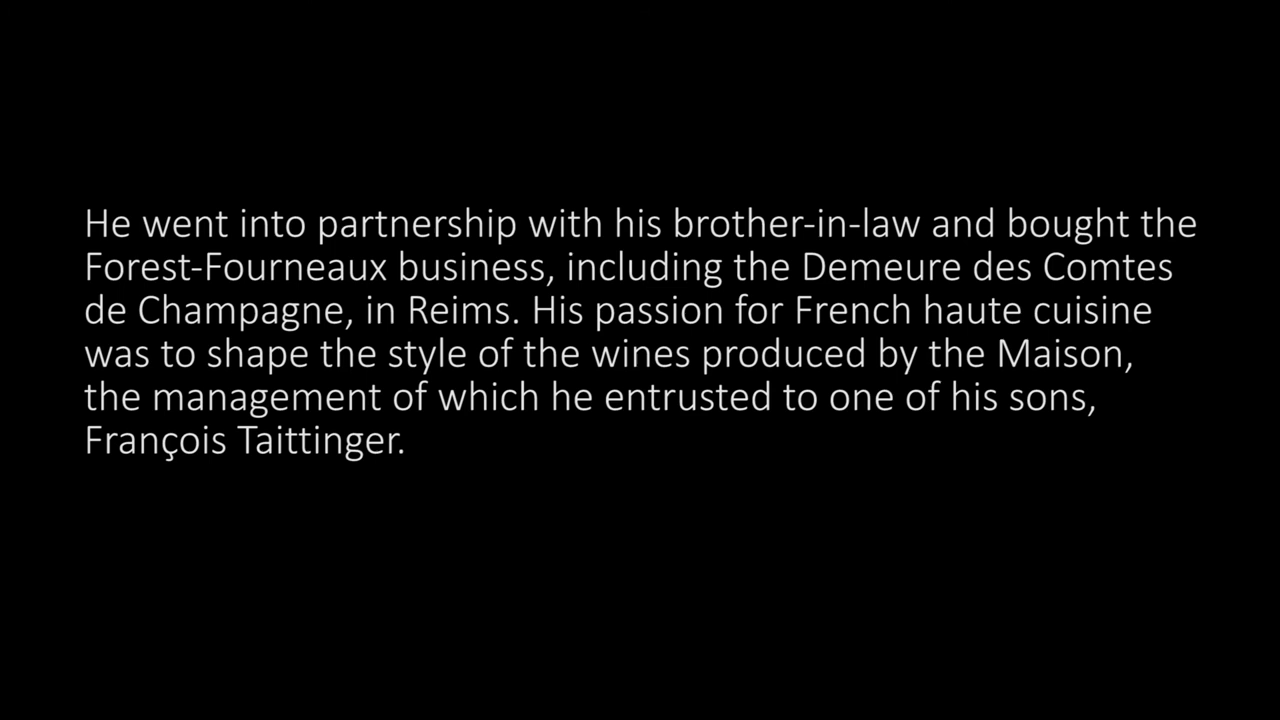 He went into partnership with his brother-in-law and bought the
Forest-Fourneaux business, including the Demeure des Comtes
de Champagne, in Reims. His passion for French haute cuisine
was to shape the style of the wines produced by the Maison,
the management of which he entrusted to one of his sons,
François Taittinger.